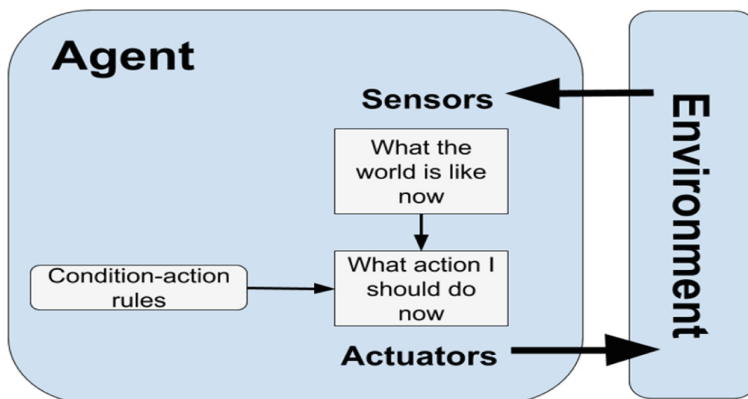 Agent
Sensors
What the
world is like
now
Condition-action
rules
What action I
should do
now
Actuators
Environment